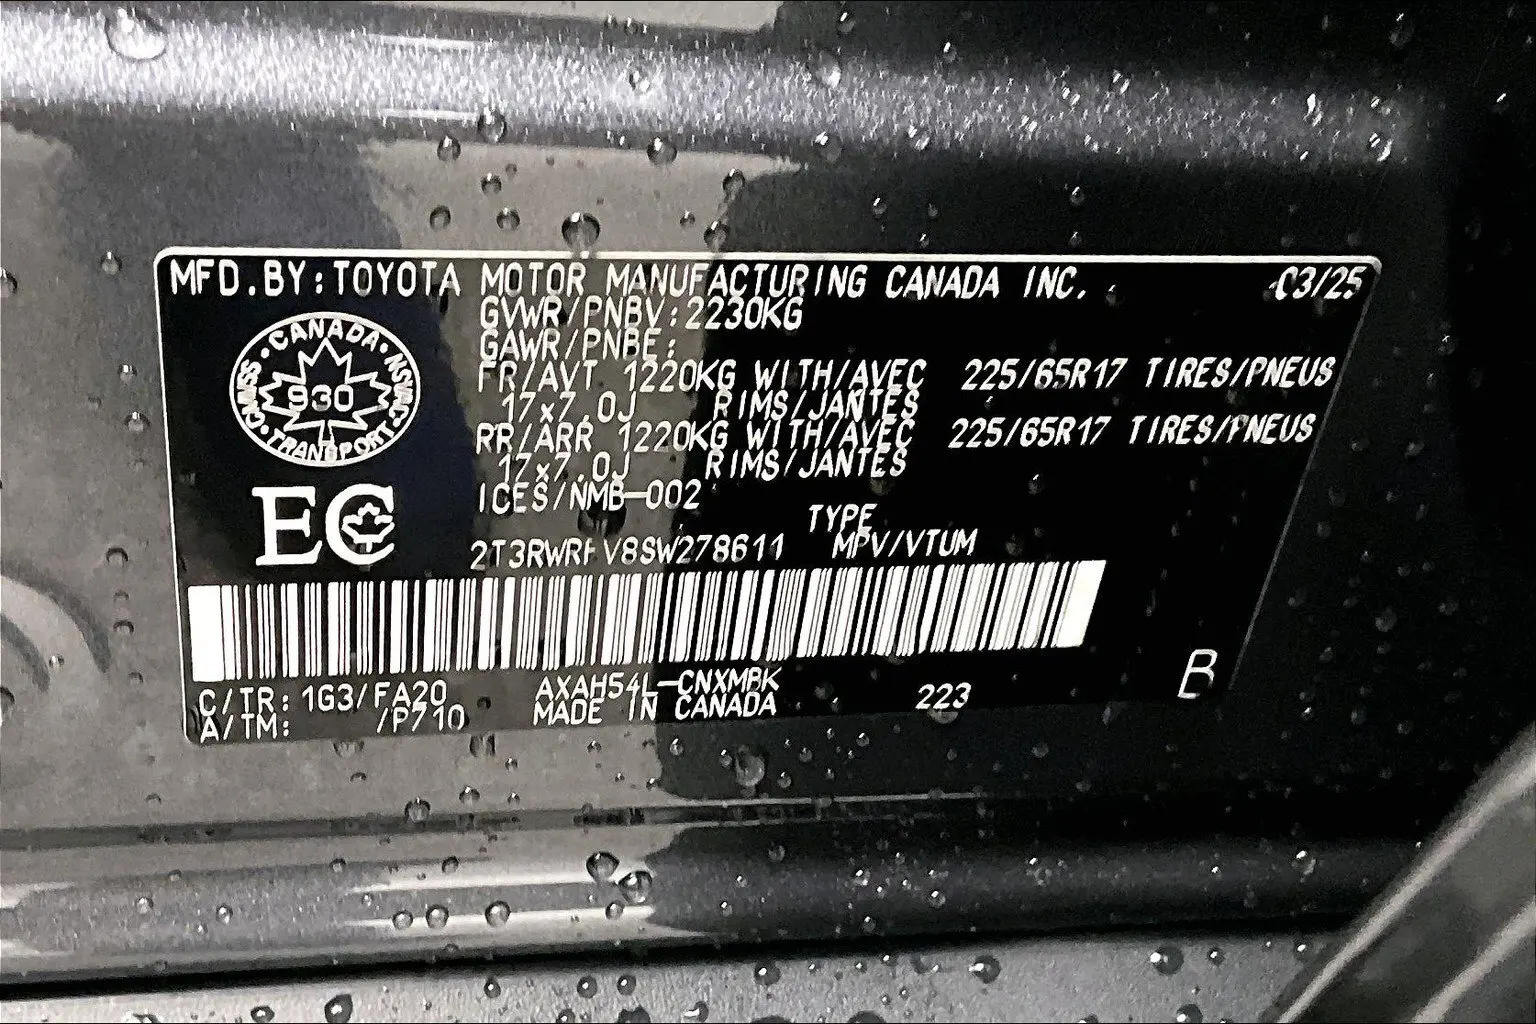 MFD.BY:TOYOTA MOTOR MANUFACTURING CANADA INC. 03/25
GVWR/PNBV:2230KG
GAWR/PNBE:
FR/AVT 1220KG WITH/AVEC 225/65R17 TIRES/PNEUS
17x7.0J RIMS/JANTES
RR/ARR 1220KG WITH/AVEC 225/65R17 TIRES/PNEUS
17x7.0J RIMS/JANTES
ICES/NMB-002
TYPE
MPV/VTUM
CANADA
930
TRANSPORT
EC
C/TR: 1G3/FA20 AXAH54L-CNXMBK
A/TM: /P710 MADE IN CANADA
223
B